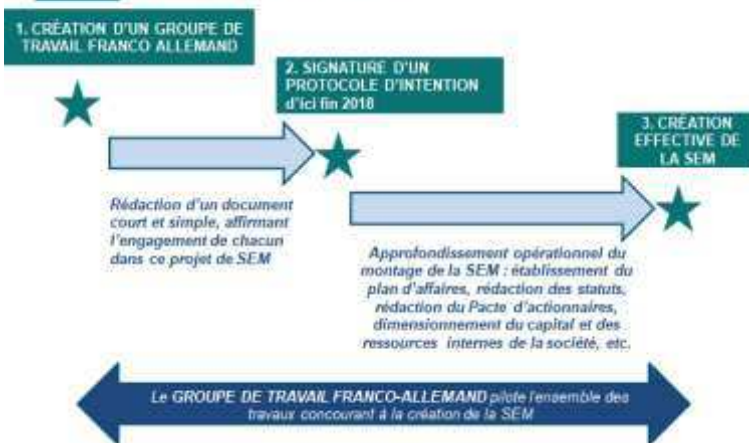 1. CRÉATION D'UN GROUPE DE
TRAVAIL FRANCO ALLEMAND
2. SIGNATURE D'UN
PROTOCOLE D'INTENTION
d'ici fin 2018
3. CRÉATION
EFFECTIVE DE
LA SEM
Rédaction d'un document
court et simple, affirmant
l'engagement de chacun
dans ce projet de SEM
Approfondissement opérationnel du
montage de la SEM : établissement du
plan d'affaires, rédaction des statuts,
rédaction du Pacte d'actionnaires,
dimensionnement du capital et des
ressources internes de la société, etc.
Le GROUPE DE TRAVAIL FRANCO-ALLEMAND pilote l'ensemble des
travaux concourant à la création de la SEM